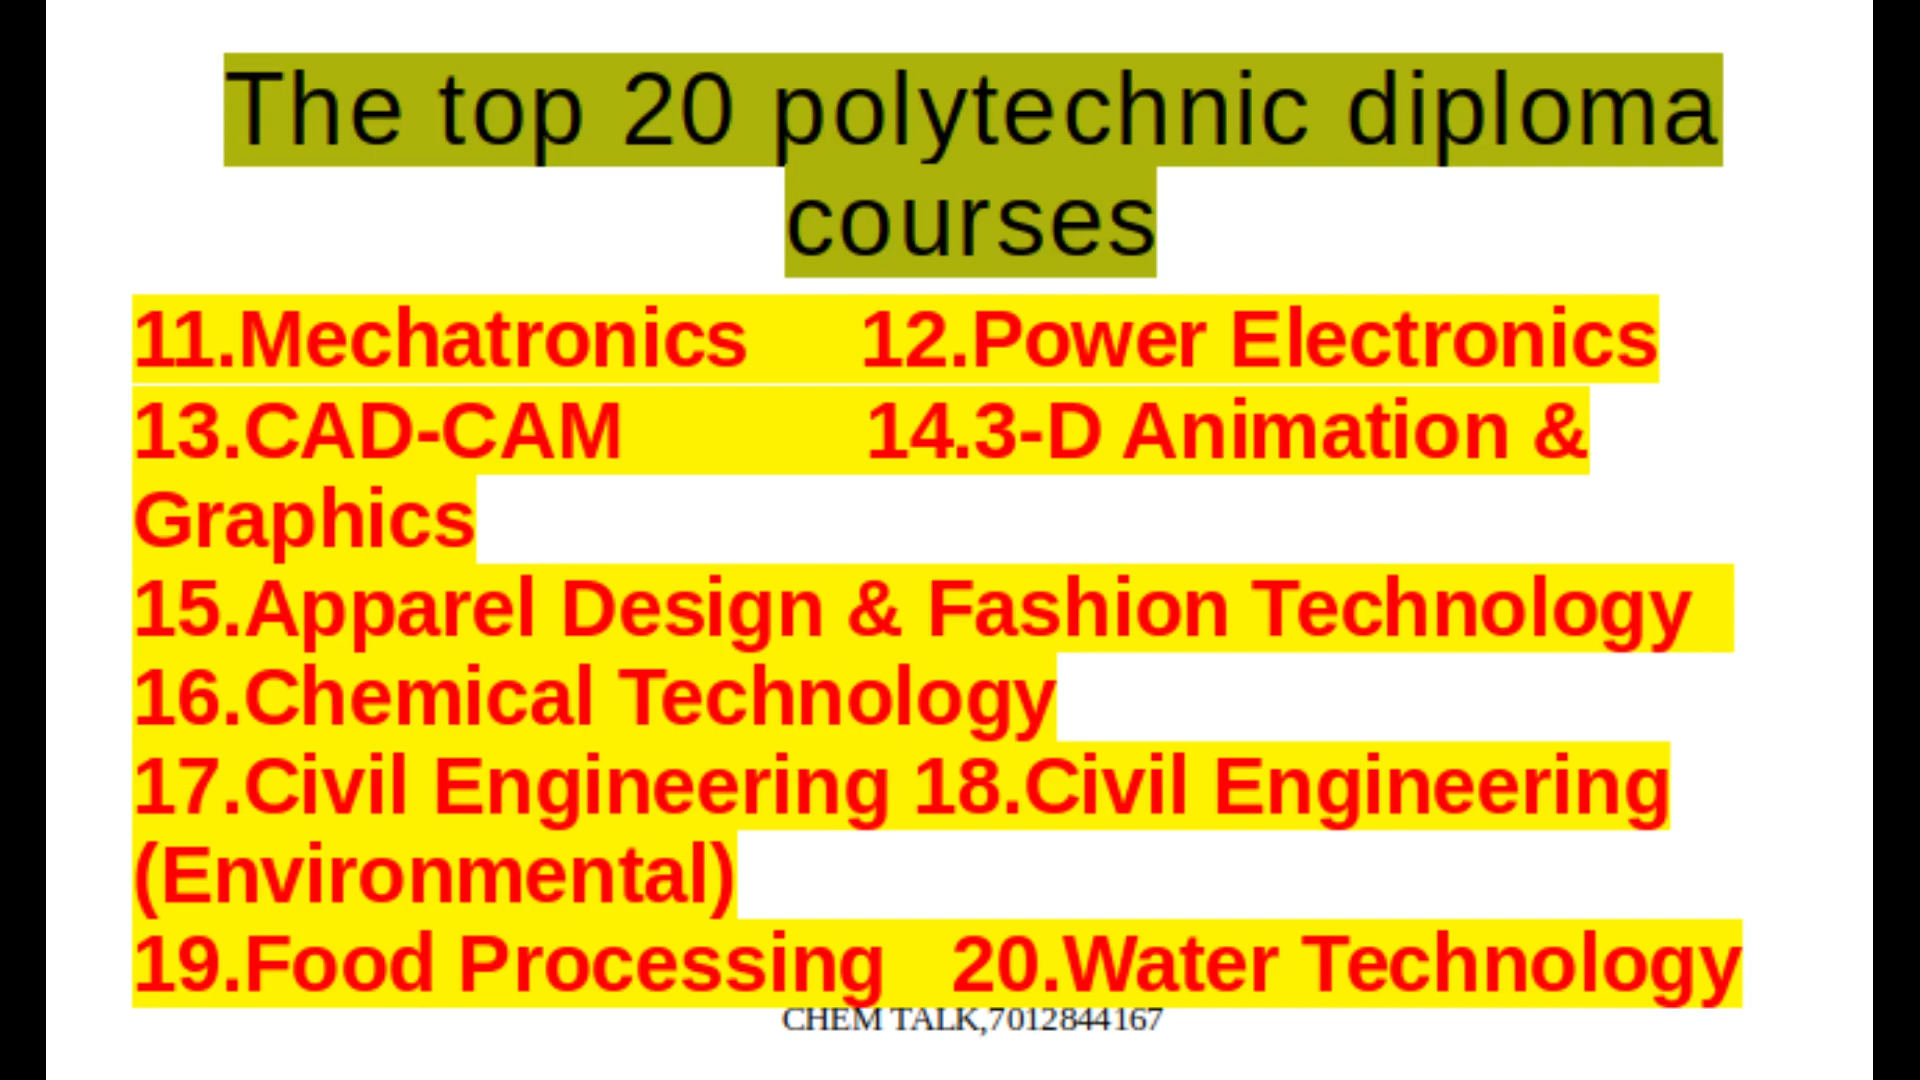 The top 20 polytechnic diploma
courses
11.Mechatronics 12.Power Electronics
13.CAD-CAM 14.3-D Animation &
Graphics
15.Apparel Design & Fashion Technology
16.Chemical Technology
17.Civil Engineering 18.Civil Engineering
(Environmental)
19.Food Processing 20.Water Technology
CHEM TALK,7012844167